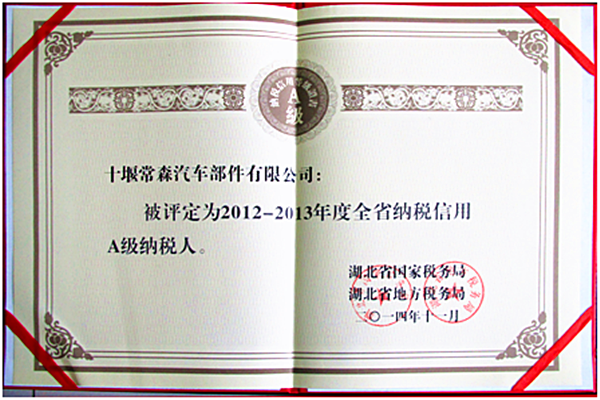 A
级
十堰常森汽车部件有限公司：
被评定为2012-2013年度全省纳税信用
A级纳税人。
湖北省国家税务局
湖北省地方税务局
二〇一四年十一月